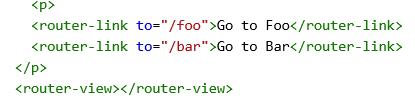 <p>
<router-link to="/foo">Go to Foo</router-link>
<router-link to="/bar">Go to Bar</router-link>
</p>
<router-view></router-view>